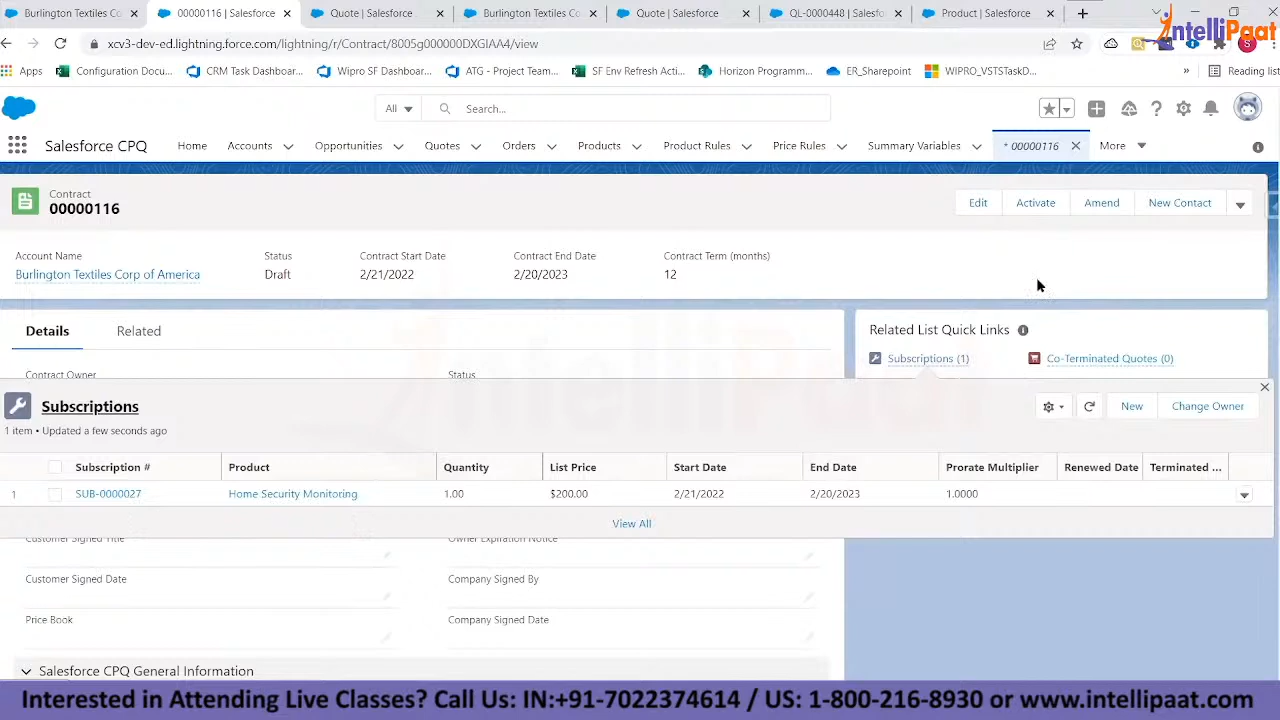 Burlington Textiles Co
00000116 | Salesforce
Quote | Salesforce
Burlington Textiles Co
Quote | Salesforce
QL-0000448 | Salesfo
Product | Salesforce
IntelliPaat
xcv3-dev-ed.lightning.force.com/lightning/r/Contract/8005g000
AAA/view
Apps
Configuration Docu...
CRM Task Dashboar...
Wipro SF Dashboar...
ATG - Project Team...
SF Env Refresh Acti...
Horizon Programm...
ER_Sharepoint
WIPRO_VSTSTaskD...
»
Reading list
All
Search...
Salesforce CPQ
Home
Accounts
Opportunities
Quotes
Orders
Products
Product Rules
Price Rules
Summary Variables
* 00000116
More
Contract
00000116
Edit
Activate
Amend
New Contact
Account Name
Status
Contract Start Date
Contract End Date
Contract Term (months)
Burlington Textiles Corp of America
Draft
2/21/2022
2/20/2023
12
Details
Related
Related List Quick Links
Subscriptions (1)
Co-Terminated Quotes (0)
Contract Owner
Status
Subscriptions
1 item • Updated a few seconds ago
New
Change Owner
Subscription #
Product
Quantity
List Price
Start Date
End Date
Prorate Multiplier
Renewed Date
Terminated ...
1
SUB-0000027
Home Security Monitoring
1.00
$200.00
2/21/2022
2/20/2023
1.0000
View All
Customer Signed Title
Owner Expiration Notice
Customer Signed Date
Company Signed By
Price Book
Company Signed Date
Salesforce CPQ General Information
Interested in Attending Live Classes? Call Us: IN:+91-7022374614 / US: 1-800-216-8930 or www.intellipaat.com